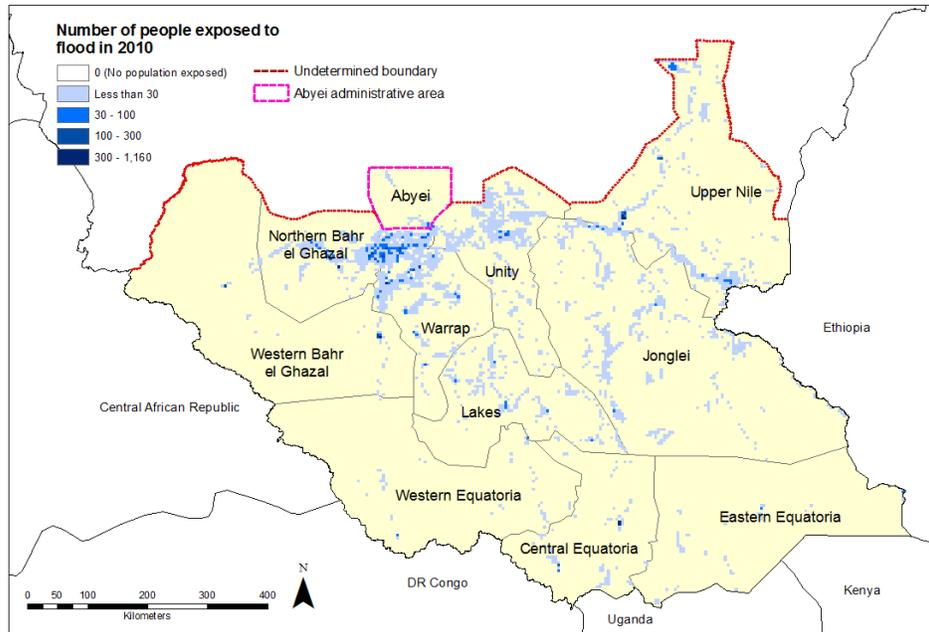 Number of people exposed to
flood in 2010
0 (No population exposed)
Less than 30
30 - 100
100 - 300
300 - 1,160
Undetermined boundary
Abyei administrative area
Abyei
Upper Nile
Northern Bahr
el Ghazal
Unity
Ethiopia
Warrap
Western Bahr
el Ghazal
Jonglei
Central African Republic
Lakes
Western Equatoria
Eastern Equatoria
Central Equatoria
N
DR Congo
Kenya
Uganda
0 50 100 200 300 400
Kilometers